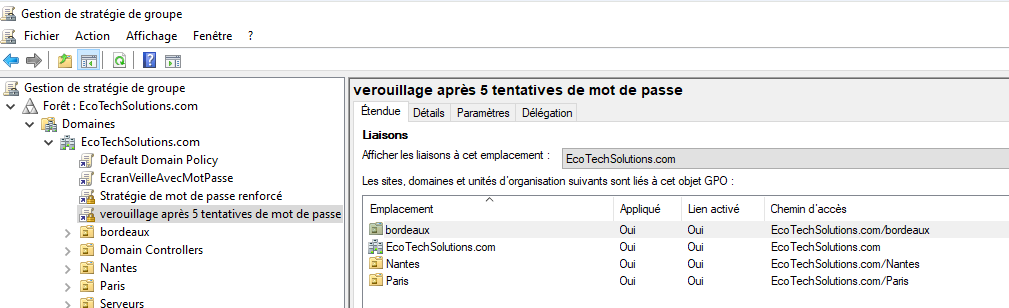 Gestion de stratégie de groupe
Fichier Action Affichage Fenêtre ?
Gestion de stratégie de groupe
Forêt : EcoTechSolutions.com
Domaines
EcoTechSolutions.com
Default Domain Policy
EcranVeilleAvecMotPasse
Stratégie de mot de passe renforcé
verouillage après 5 tentatives de mot de passe
bordeaux
Domain Controllers
Nantes
Paris
Serveurs
verouillage après 5 tentatives de mot de passe
Étendue Détails Paramètres Délégation
Liaisons
Afficher les liaisons à cet emplacement : EcoTechSolutions.com
Les sites, domaines et unités d'organisation suivants sont liés à cet objet GPO :
Emplacement Appliqué Lien activé Chemin d'accès
bordeaux Oui Oui EcoTechSolutions.com/bordeaux
EcoTechSolutions.com Oui Oui EcoTechSolutions.com
Nantes Oui Oui EcoTechSolutions.com/Nantes
Paris Oui Oui EcoTechSolutions.com/Paris